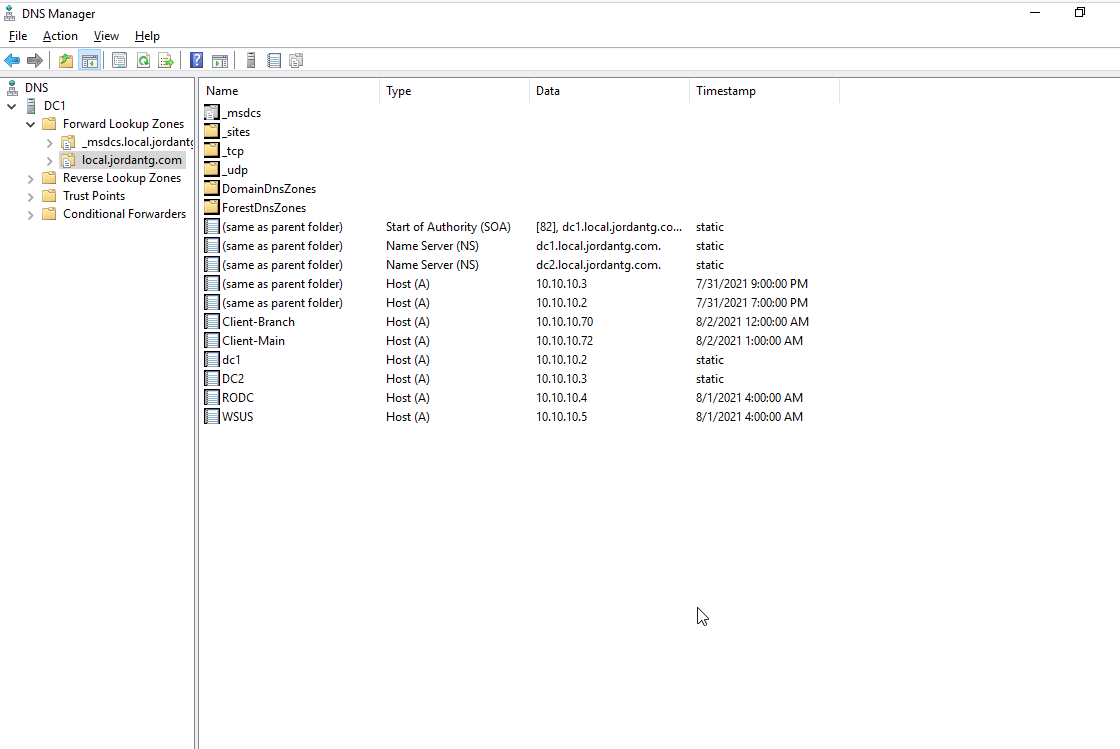 DNS Manager
File Action View Help
DNS
DC1
Forward Lookup Zones
_msdcs.local.jordantg
local.jordantg.com
Reverse Lookup Zones
Trust Points
Conditional Forwarders
Name Type Data Timestamp
_msdcs
_sites
_tcp
_udp
DomainDnsZones
ForestDnsZones
(same as parent folder) Start of Authority (SOA) [82], dc1.local.jordantg.co... static
(same as parent folder) Name Server (NS) dc1.local.jordantg.com. static
(same as parent folder) Name Server (NS) dc2.local.jordantg.com. static
(same as parent folder) Host (A) 10.10.10.3 7/31/2021 9:00:00 PM
(same as parent folder) Host (A) 10.10.10.2 7/31/2021 7:00:00 PM
Client-Branch Host (A) 10.10.10.70 8/2/2021 12:00:00 AM
Client-Main Host (A) 10.10.10.72 8/2/2021 1:00:00 AM
dc1 Host (A) 10.10.10.2 static
DC2 Host (A) 10.10.10.3 static
RODC Host (A) 10.10.10.4 8/1/2021 4:00:00 AM
WSUS Host (A) 10.10.10.5 8/1/2021 4:00:00 AM